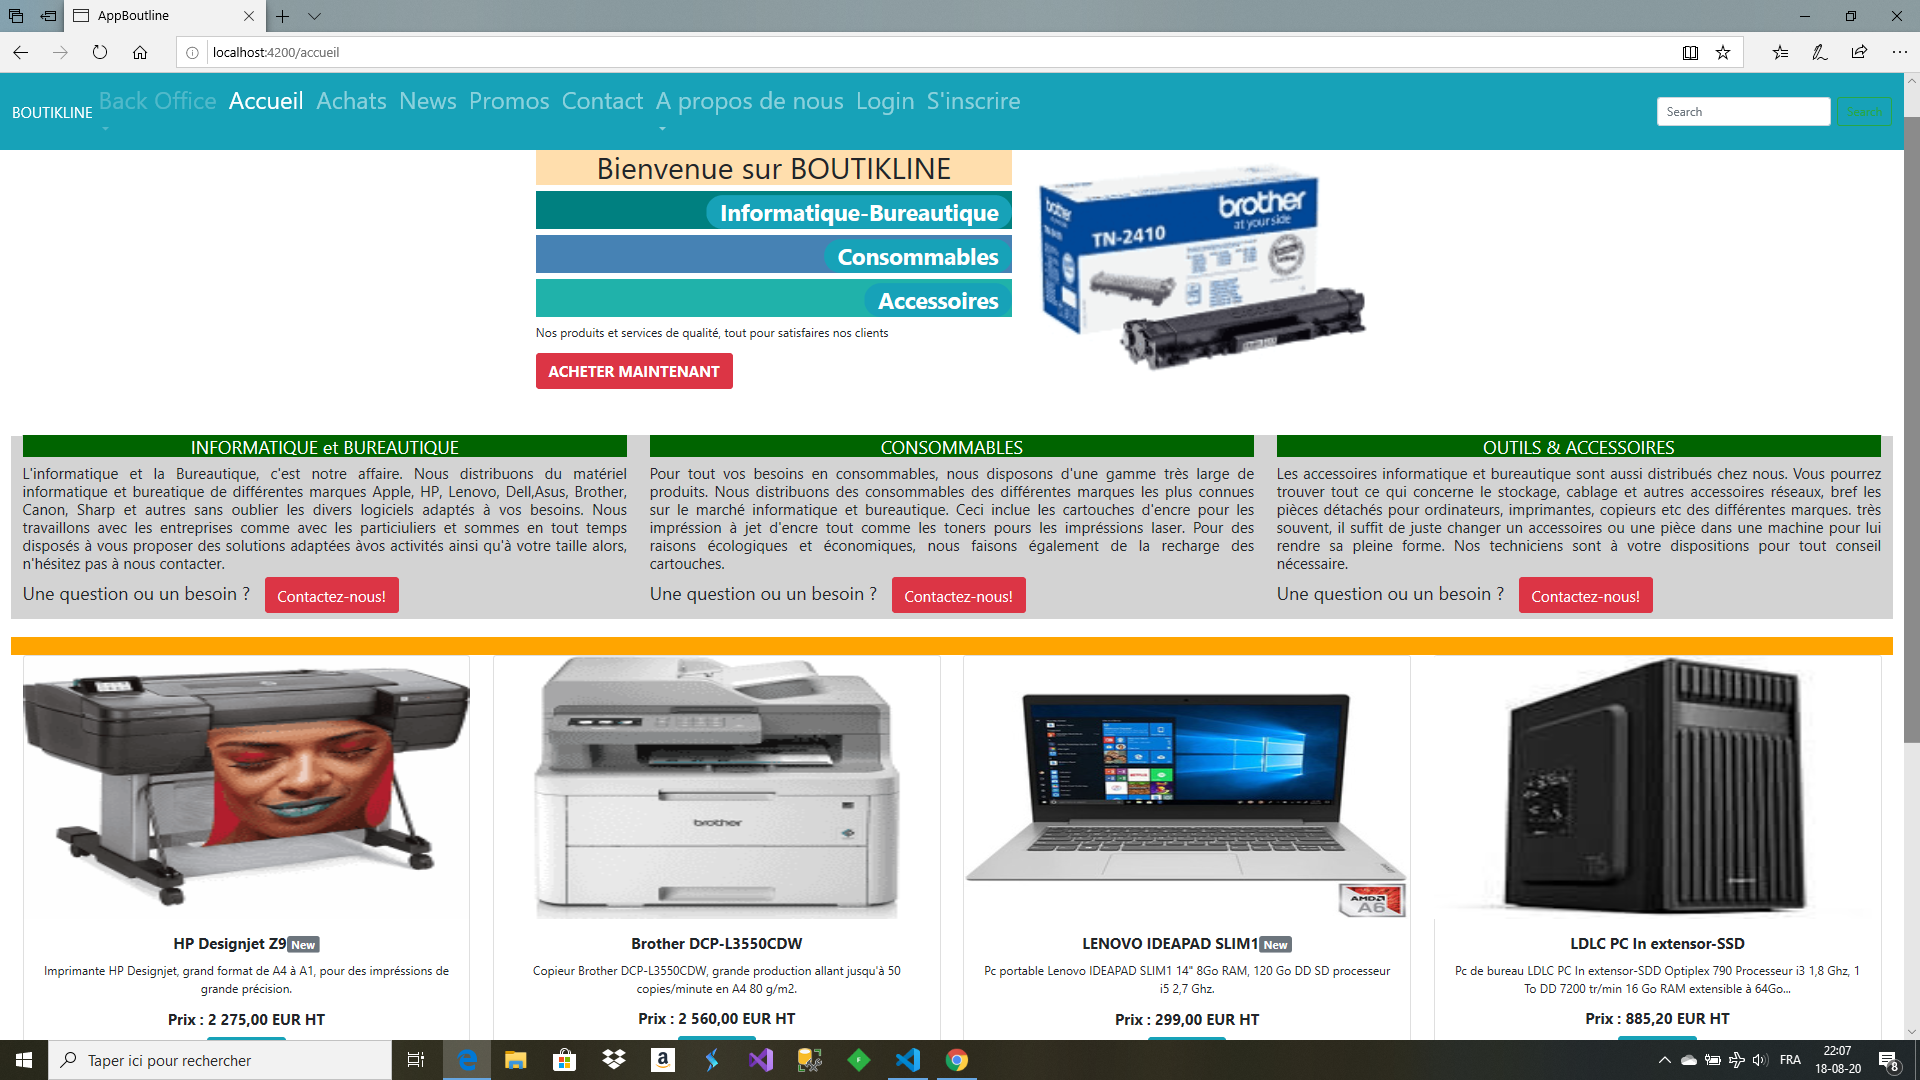 AppBoutline
localhost:4200/accueil
BOUTIKLINE Back Office Accueil Achats News Promos Contact A propos de nous Login S'inscrire
Search
Bienvenue sur BOUTIKLINE
Informatique-Bureautique
Consommables
Accessoires
Nos produits et services de qualité, tout pour satisfaires nos clients
ACHETER MAINTENANT
brother
brother
at your side
TN-2410
INFORMATIQUE et BUREAUTIQUE
L'informatique et la Bureautique, c'est notre affaire. Nous distribuons du matériel
informatique et bureatique de différentes marques Apple, HP, Lenovo, Dell,Asus, Brother,
Canon, Sharp et autres sans oublier les divers logiciels adaptés à vos besoins. Nous
travaillons avec les entreprises comme avec les particiuliers et sommes en tout temps
disposés à vous proposer des solutions adaptées àvos activités ainsi qu'à votre taille alors,
n'hésitez pas à nous contacter.
Une question ou un besoin ? Contactez-nous!
CONSOMMABLES
Pour tout vos besoins en consommables, nous disposons d'une gamme très large de
produits. Nous distribuons des consommables des différentes marques les plus connues
sur le marché informatique et bureautique. Ceci inclue les cartouches d'encre pour les
impréssion à jet d'encre tout comme les toners pours les impréssions laser. Pour des
raisons écologiques et économiques, nous faisons également de la recharge des
cartouches.
Une question ou un besoin ? Contactez-nous!
OUTILS & ACCESSOIRES
Les accessoires informatique et bureautique sont aussi distribués chez nous. Vous pourrez
trouver tout ce qui concerne le stockage, cablage et autres accessoires réseaux, bref les
pièces détachés pour ordinateurs, imprimantes, copieurs etc des différentes marques. très
souvent, il suffit de juste changer un accessoires ou une pièce dans une machine pour lui
rendre sa pleine forme. Nos techniciens sont à votre dispositions pour tout conseil
nécessaire.
Une question ou un besoin ? Contactez-nous!
HP Designjet Z9 New
Imprimante HP Designjet, grand format de A4 à A1, pour des impréssions de
grande précision.
Prix : 2 275,00 EUR HT
brother
Brother DCP-L3550CDW
Copieur Brother DCP-L3550CDW, grande production allant jusqu'à 50
copies/minute en A4 80 g/m2.
Prix : 2 560,00 EUR HT
AMD
A6
LENOVO IDEAPAD SLIM1 New
Pc portable Lenovo IDEAPAD SLIM1 14" 8Go RAM, 120 Go DD SD processeur
i5 2,7 Ghz.
Prix : 299,00 EUR HT
LDLC PC In extensor-SSD
Pc de bureau LDLC PC In extensor-SDD Optiplex 790 Processeur i3 1,8 Ghz, 1
To DD 7200 tr/min 16 Go RAM extensible à 64Go...
Prix : 885,20 EUR HT
Taper ici pour rechercher
FRA
22:07
18-08-20
8